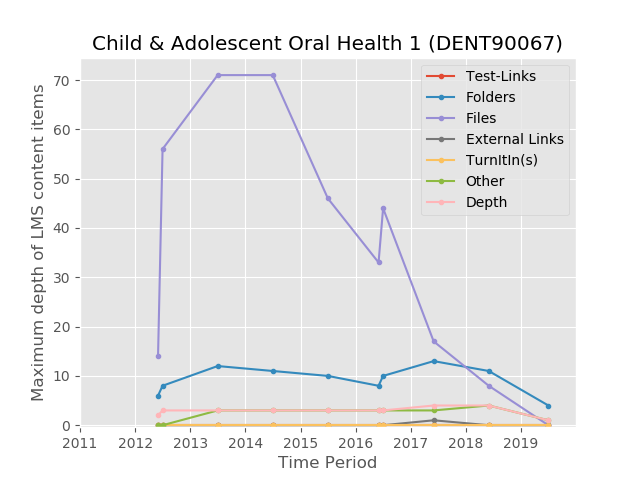 Child & Adolescent Oral Health 1 (DENT90067)
Maximum depth of LMS content items
70
60
50
40
30
20
10
0
Test-Links
Folders
Files
External Links
TurnItIn(s)
Other
Depth
2011 2012 2013 2014 2015 2016 2017 2018 2019
Time Period